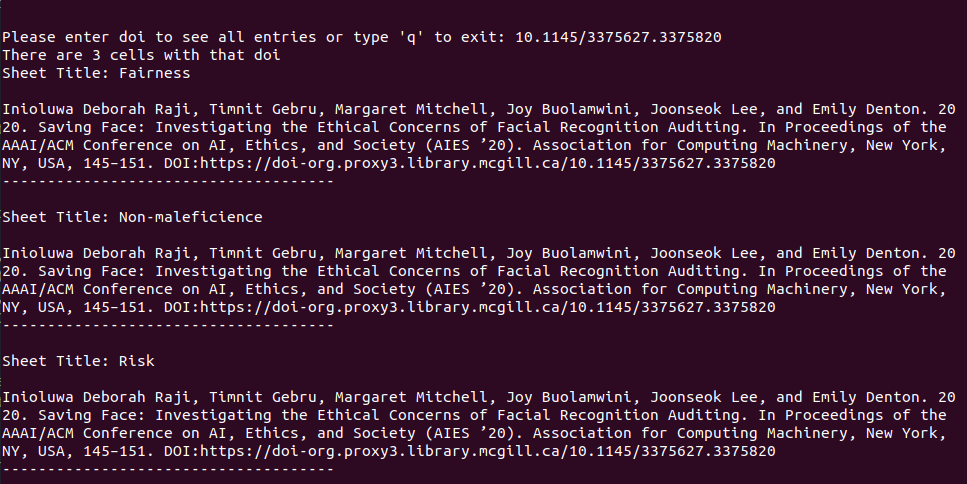 Please enter doi to see all entries or type 'q' to exit: 10.1145/3375627.3375820
There are 3 cells with that doi
Sheet Title: Fairness
Inioluwa Deborah Raji, Timnit Gebru, Margaret Mitchell, Joy Buolamwini, Joonseok Lee, and Emily Denton. 20
20. Saving Face: Investigating the Ethical Concerns of Facial Recognition Auditing. In Proceedings of the
AAAI/ACM Conference on AI, Ethics, and Society (AIES ’20). Association for Computing Machinery, New York,
NY, USA, 145–151. DOI:https://doi-org.proxy3.library.mcgill.ca/10.1145/3375627.3375820
-------------------------------------
Sheet Title: Non-maleficience
Inioluwa Deborah Raji, Timnit Gebru, Margaret Mitchell, Joy Buolamwini, Joonseok Lee, and Emily Denton. 20
20. Saving Face: Investigating the Ethical Concerns of Facial Recognition Auditing. In Proceedings of the
AAAI/ACM Conference on AI, Ethics, and Society (AIES ’20). Association for Computing Machinery, New York,
NY, USA, 145–151. DOI:https://doi-org.proxy3.library.mcgill.ca/10.1145/3375627.3375820
-------------------------------------
Sheet Title: Risk
Inioluwa Deborah Raji, Timnit Gebru, Margaret Mitchell, Joy Buolamwini, Joonseok Lee, and Emily Denton. 20
20. Saving Face: Investigating the Ethical Concerns of Facial Recognition Auditing. In Proceedings of the
AAAI/ACM Conference on AI, Ethics, and Society (AIES ’20). Association for Computing Machinery, New York,
NY, USA, 145–151. DOI:https://doi-org.proxy3.library.mcgill.ca/10.1145/3375627.3375820
-------------------------------------